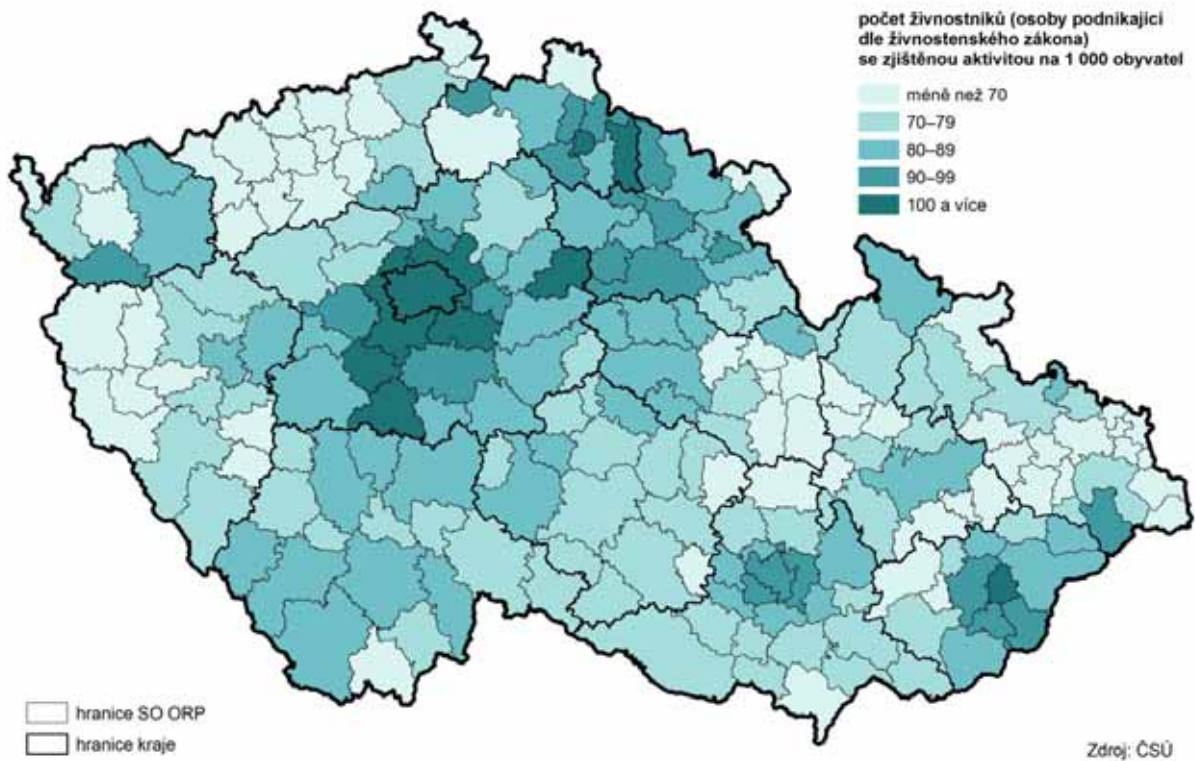 počet živnostníků (osoby podnikající
dle živnostenského zákona)
se zjištěnou aktivitou na 1 000 obyvatel
méně než 70
70–79
80–89
90–99
100 a více
hranice SO ORP
hranice kraje
Zdroj: ČSÚ